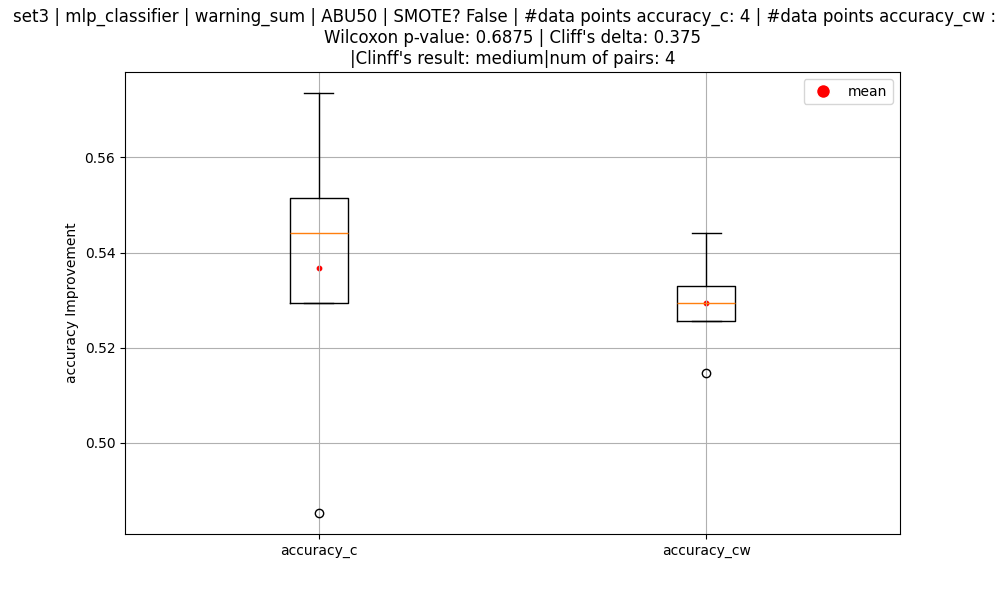 set3 | mlp_classifier | warning_sum | ABU50 | SMOTE? False | #data points accuracy_c: 4 | #data points accuracy_cw :
Wilcoxon p-value: 0.6875 | Cliff's delta: 0.375
|Clinff's result: medium|num of pairs: 4
mean
0.56
0.54
0.52
0.50
accuracy Improvement
accuracy_c
accuracy_cw